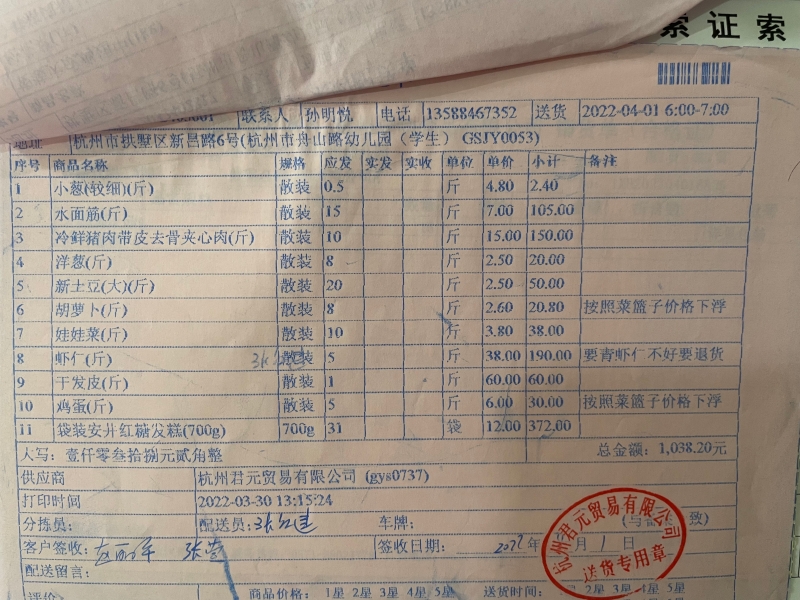 索证索
联系人 孙明悦 电话 13588467352 送货 2022-04-01 6:00-7:00
地址 杭州市拱墅区新昌路6号(杭州市舟山路幼儿园（学生）GSJY0053)
序号 商品名称 规格 应发 实发 实收 单位 单价 小计 备注
1 小葱(较细)(斤) 散装 0.5 斤 4.80 2.40
2 水面筋(斤) 散装 15 斤 7.00 105.00
3 冷鲜猪肉带皮去骨夹心肉(斤) 散装 10 斤 15.00 150.00
4 洋葱(斤) 散装 8 斤 2.50 20.00
5 新土豆(大)(斤) 散装 20 斤 2.50 50.00
6 胡萝卜(斤) 散装 8 斤 2.60 20.80 按照菜篮子价格下浮
7 娃娃菜(斤) 散装 10 斤 3.80 38.00
8 虾仁(斤) 散装 5 斤 38.00 190.00 要青虾仁 不好要退货
9 干发皮(斤) 散装 1 斤 60.00 60.00
10 鸡蛋(斤) 散装 5 斤 6.00 30.00 按照菜篮子价格下浮
11 袋装安井红糖发糕(700g) 700g 31 袋 12.00 372.00
大写：壹仟零叁拾捌元贰角整 总金额：1,038.20元
供应商 杭州君元贸易有限公司 (gys0737)
打印时间 2022-03-30 13:15:24
分拣员： 配送员： 车牌： 致)
客户签收： 签收日期： 2022 月 1 日
配送留言：
杭州君元贸易有限公司
送货专用章
评价 商品价格： 1星 2星 3星 4星 5星 送货时间： 2星 3星 4星 5星